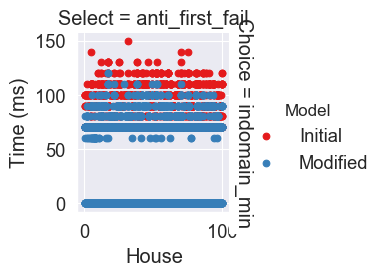 Select = anti_first_fail
150
100
50
0
Time (ms)
0
100
House
Choice = indomain_min
Model
Initial
Modified